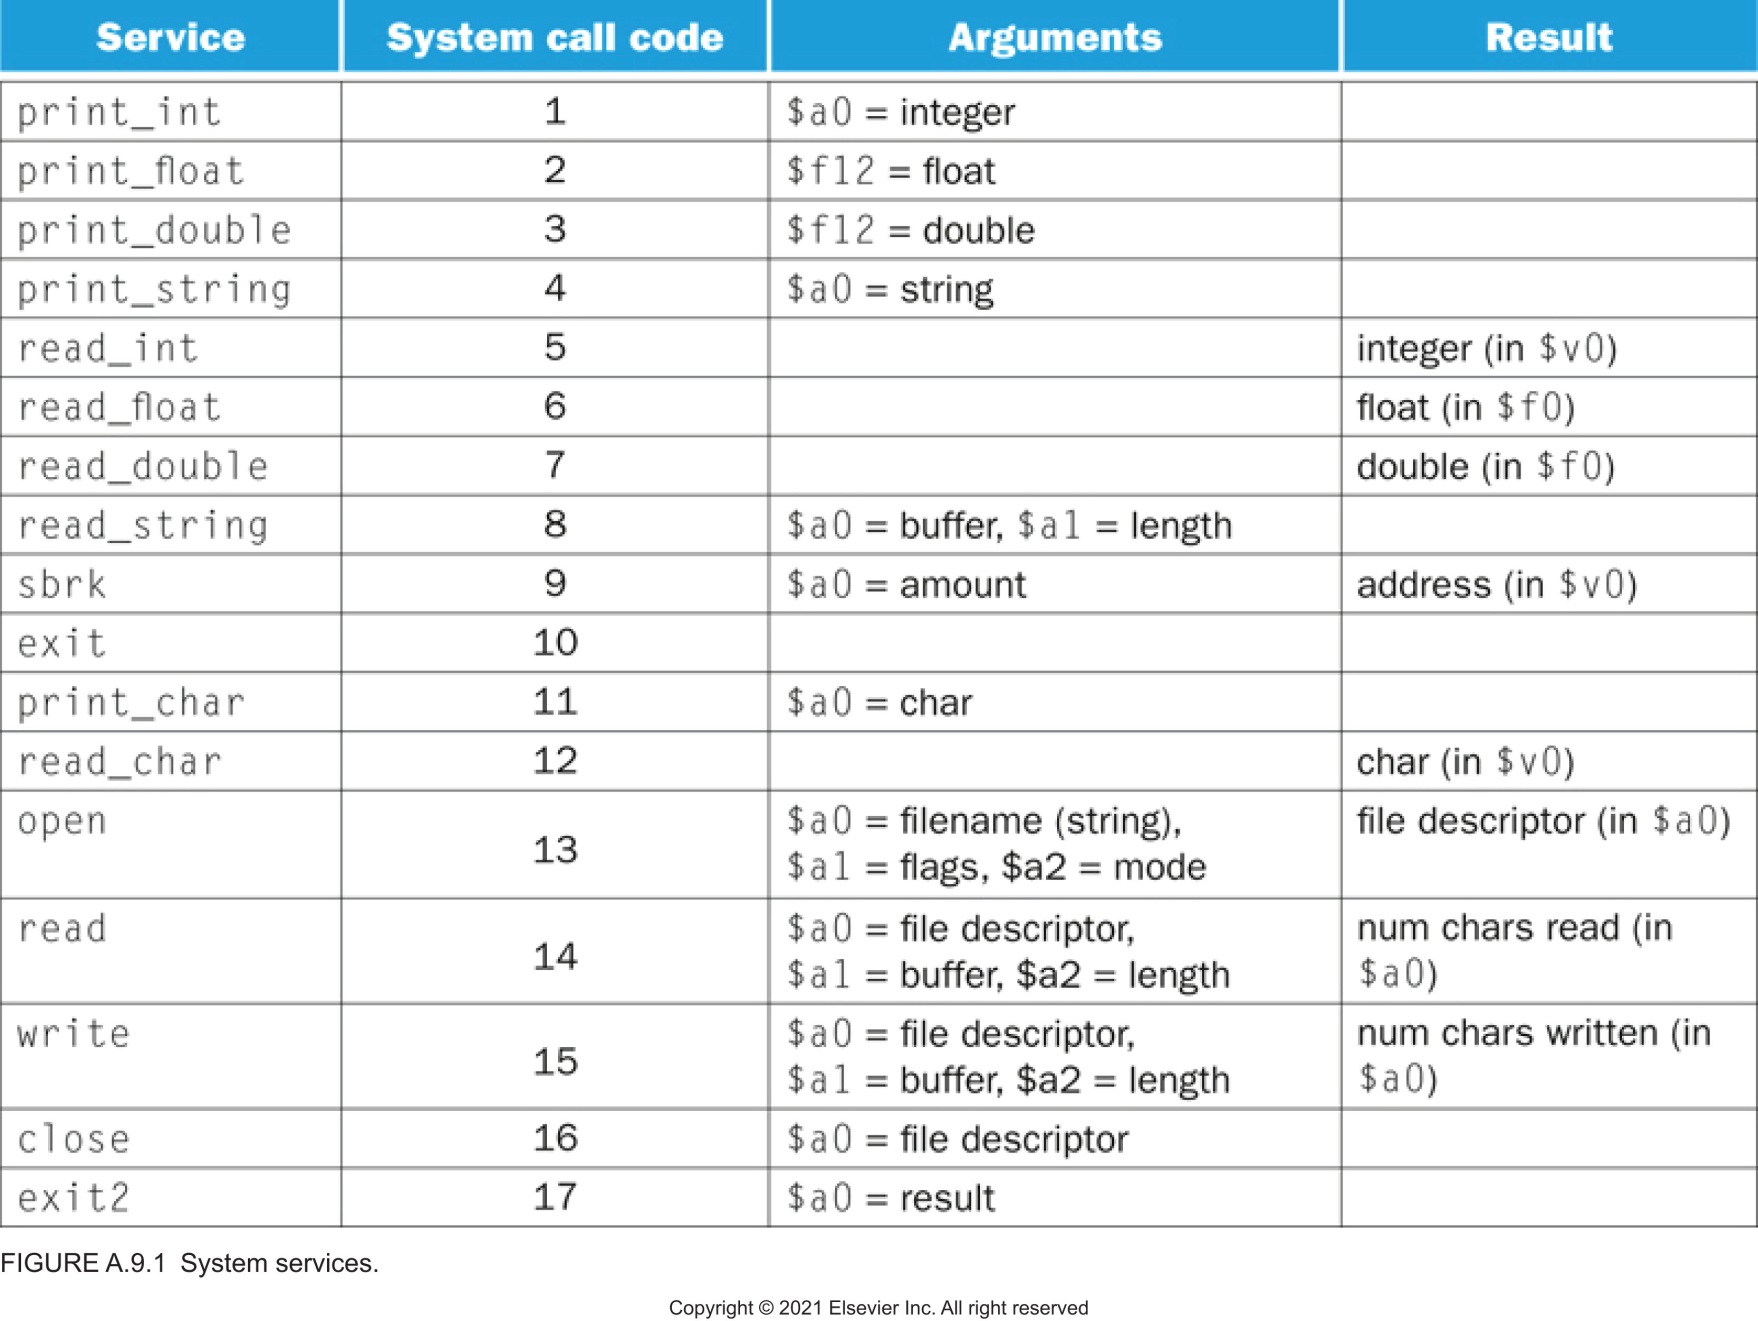 Service System call code Arguments Result
print_int 1 $a0 = integer
print_float 2 $f12 = float
print_double 3 $f12 = double
print_string 4 $a0 = string
read_int 5 integer (in $v0)
read_float 6 float (in $f0)
read_double 7 double (in $f0)
read_string 8 $a0 = buffer, $a1 = length
sbrk 9 $a0 = amount address (in $v0)
exit 10
print_char 11 $a0 = char
read_char 12 char (in $v0)
open 13 $a0 = filename (string),
$a1 = flags, $a2 = mode
file descriptor (in $a0)
read 14 $a0 = file descriptor,
$a1 = buffer, $a2 = length
num chars read (in
$a0)
write 15 $a0 = file descriptor,
$a1 = buffer, $a2 = length
num chars written (in
$a0)
close 16 $a0 = file descriptor
exit2 17 $a0 = result
FIGURE A.9.1 System services.
Copyright © 2021 Elsevier Inc. All right reserved